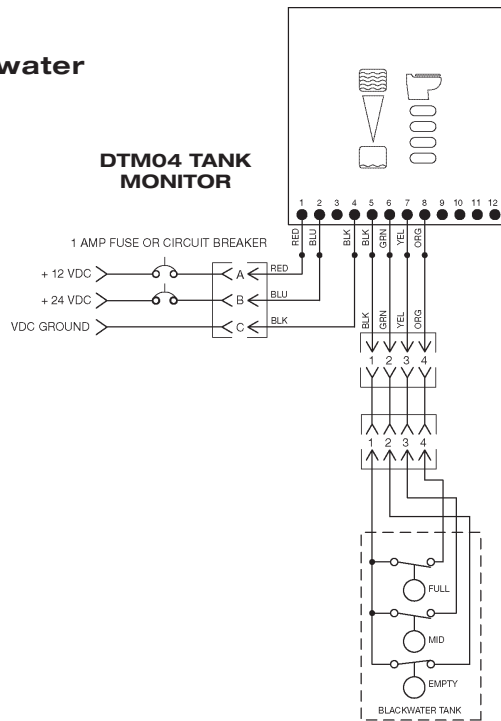 water
DTM04 TANK
MONITOR
1 2 3 4 5 6 7 8 9 10 11 12
RED BLU BLK BLK GRN YEL ORG
1 AMP FUSE OR CIRCUIT BREAKER
+ 12 VDC A RED
+ 24 VDC B BLU
VDC GROUND C BLK
BLK GRN YEL ORG
1 2 3 4
1 2 3 4
FULL
MID
EMPTY
BLACKWATER TANK